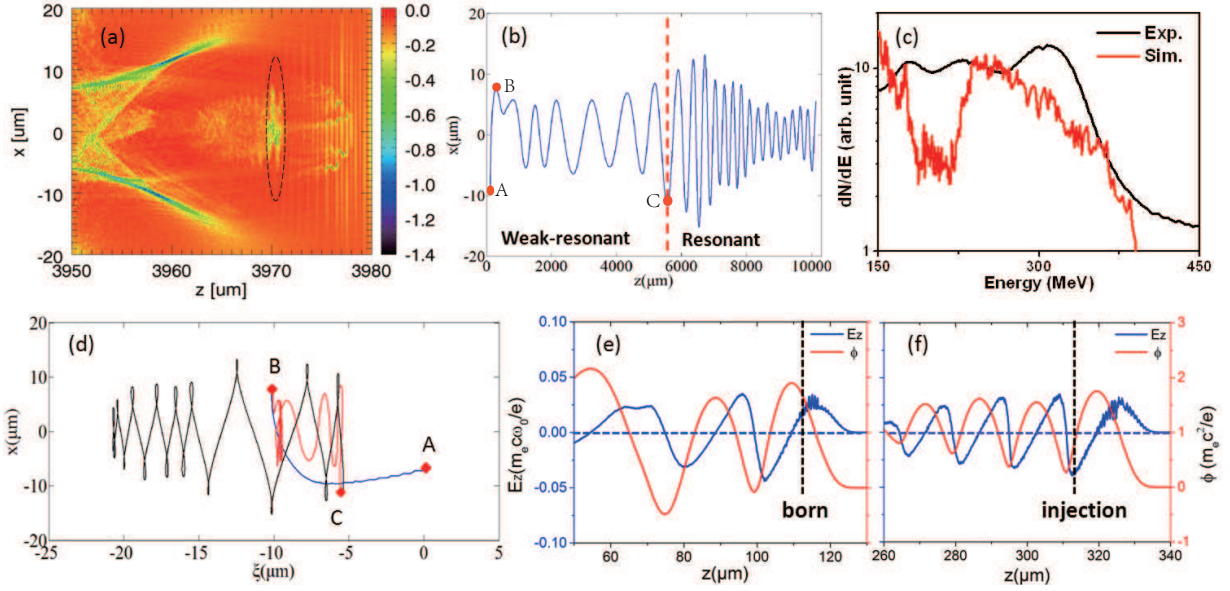 (a)
20
10
0
-10
-20
x [um]
3950
3960
3970
3980
z [um]
0.0
-0.2
-0.4
-0.6
-0.8
-1.0
-1.2
-1.4
(b)
20
10
0
-10
-20
x(μm)
A
B
C
Weak-resonant
Resonant
0
2000
4000
6000
8000
10000
z(μm)
(c)
Exp.
Sim.
10
1
dN/dE (arb. unit)
150
300
450
Energy (MeV)
(d)
20
10
0
-10
-20
x(μm)
B
A
C
-25
-20
-15
-10
-5
0
5
ξ(μm)
(e)
Ez
ϕ
0.10
0.05
0.00
-0.05
-0.10
Ez(mₑcω₀/e)
born
60
80
100
120
z(μm)
(f)
Ez
ϕ
injection
260
280
300
320
340
z(μm)
3
2
1
0
-1
ϕ (mₑc²/e)